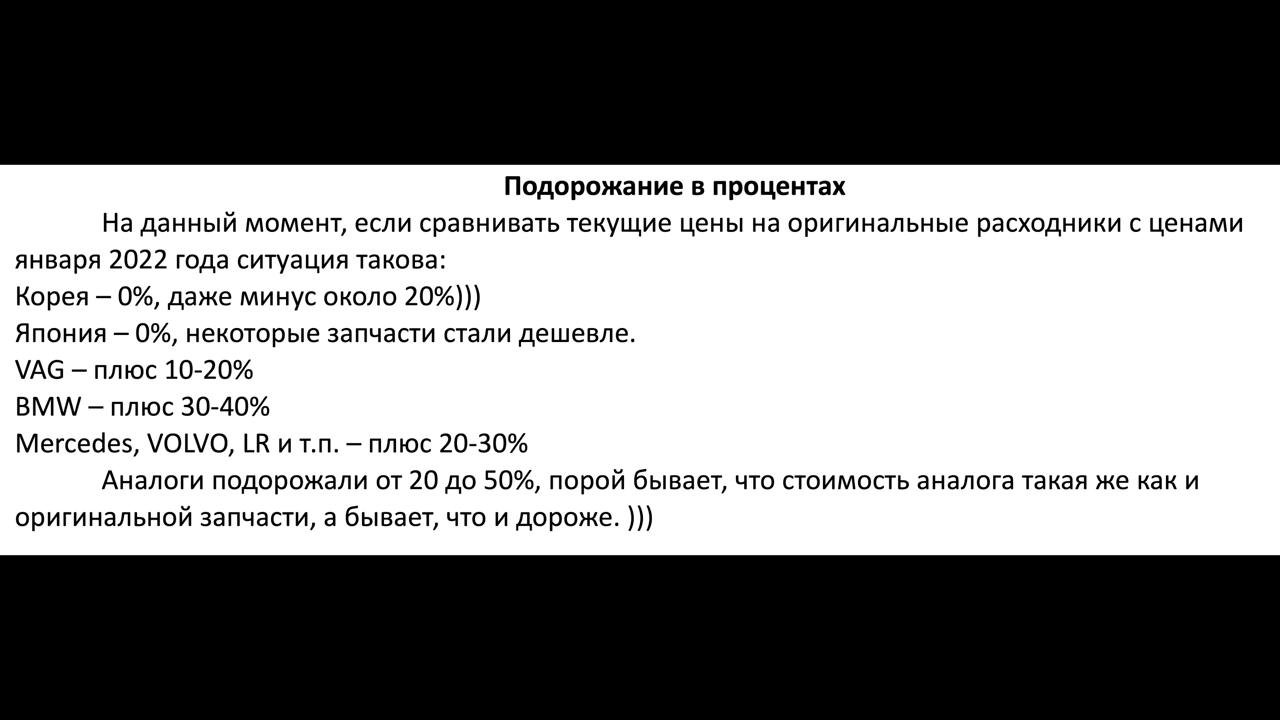 Подорожание в процентах
На данный момент, если сравнивать текущие цены на оригинальные расходники с ценами
января 2022 года ситуация такова:
Корея – 0%, даже минус около 20%)))
Япония – 0%, некоторые запчасти стали дешевле.
VAG – плюс 10-20%
BMW – плюс 30-40%
Mercedes, VOLVO, LR и т.п. – плюс 20-30%
Аналоги подорожали от 20 до 50%, порой бывает, что стоимость аналога такая же как и
оригинальной запчасти, а бывает, что и дороже. )))